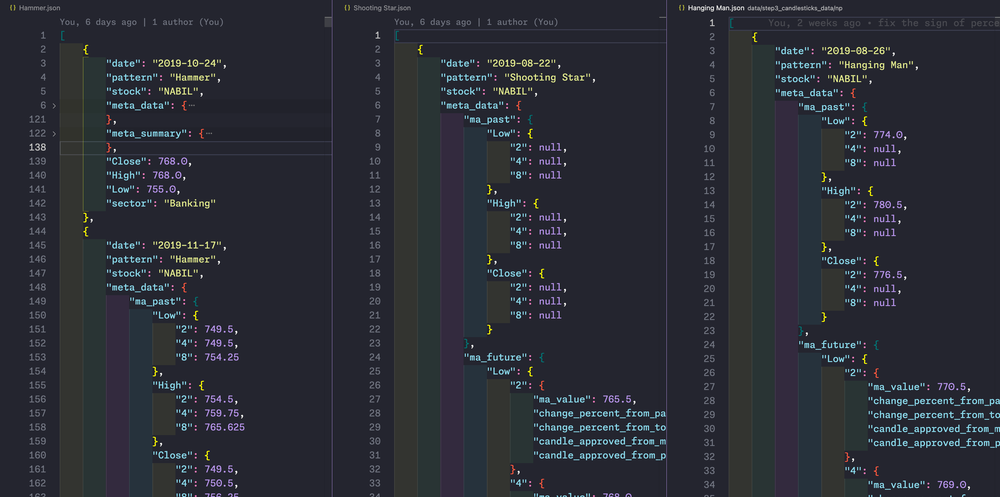 {} Hammer.json
You, 6 days ago | 1 author (You)
1 [
2 {
3 "date": "2019-10-24",
4 "pattern": "Hammer",
5 "stock": "NABIL",
6 > "meta_data": {⋯
121 },
122 > "meta_summary": {⋯
138 },
139 "Close": 768.0,
140 "High": 768.0,
141 "Low": 755.0,
142 "sector": "Banking"
143 },
144 {
145 "date": "2019-11-17",
146 "pattern": "Hammer",
147 "stock": "NABIL",
148 "meta_data": {
149 "ma_past": {
150 "Low": {
151 "2": 749.5,
152 "4": 749.5,
153 "8": 754.25
154 },
155 "High": {
156 "2": 754.5,
157 "4": 759.75,
158 "8": 765.625
159 },
160 "Close": {
161 "2": 749.5,
162 "4": 750.5,
163 "8": 756.25
{} Shooting Star.json
You, 6 days ago | 1 author (You)
1 [
2 {
3 "date": "2019-08-22",
4 "pattern": "Shooting Star",
5 "stock": "NABIL",
6 "meta_data": {
7 "ma_past": {
8 "Low": {
9 "2": null,
10 "4": null,
11 "8": null
12 },
13 "High": {
14 "2": null,
15 "4": null,
16 "8": null
17 },
18 "Close": {
19 "2": null,
20 "4": null,
21 "8": null
22 }
23 },
24 "ma_future": {
25 "Low": {
26 "2": {
27 "ma_value": 765.5,
28 "change_percent_from_pa
29 "change_percent_from_to
30 "candle_approved_from_m
31 "candle_approved_from_p
32 },
33 "4": {
34 "ma_value": 768.0
{} Hanging Man.json data/step3_candlesticks_data/np
1 [ You, 2 weeks ago • fix the sign of perce
2 {
3 "date": "2019-08-26",
4 "pattern": "Hanging Man",
5 "stock": "NABIL",
6 "meta_data": {
7 "ma_past": {
8 "Low": {
9 "2": 774.0,
10 "4": null,
11 "8": null
12 },
13 "High": {
14 "2": 780.5,
15 "4": null,
16 "8": null
17 },
18 "Close": {
19 "2": 776.5,
20 "4": null,
21 "8": null
22 }
23 },
24 "ma_future": {
25 "Low": {
26 "2": {
27 "ma_value": 770.5,
28 "change_percent_from_pa
29 "change_percent_from_to
30 "candle_approved_from_m
31 "candle_approved_from_p
32 },
33 "4": {
34 "ma_value": 769.0,